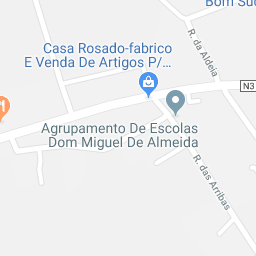 Bom Suc
R. da Aldeia
Casa Rosado-fabrico
E Venda De Artigos P/...
N3
Agrupamento De Escolas
Dom Miguel De Almeida
R. das Arribas